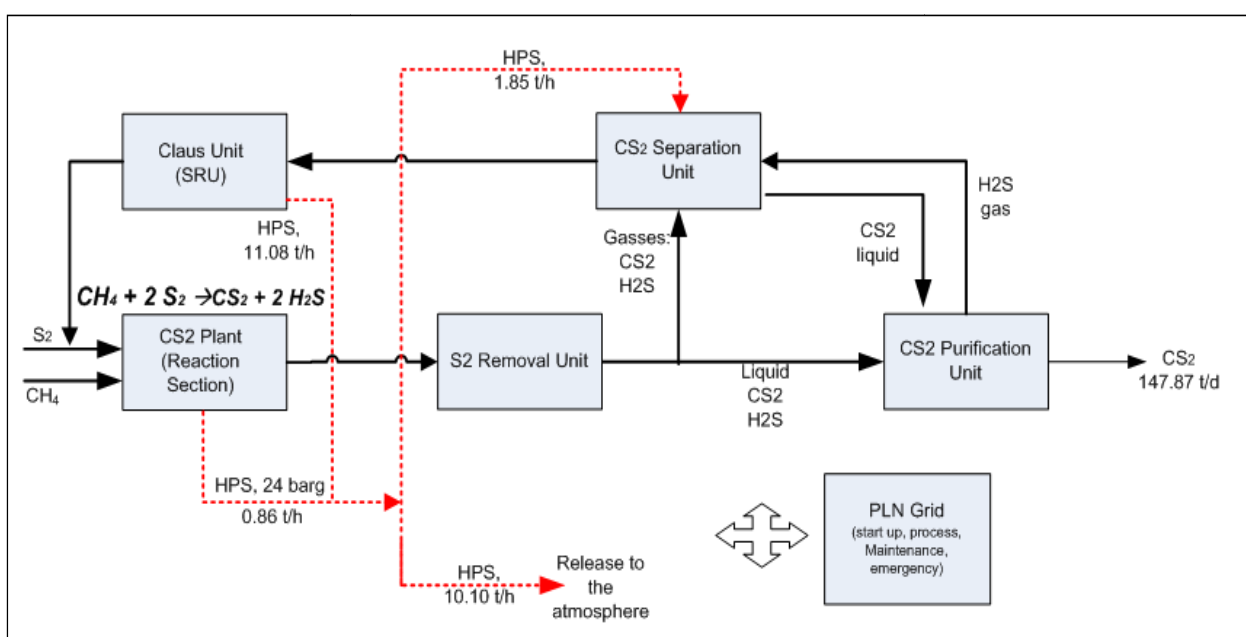 HPS,
1.85 t/h
Claus Unit
(SRU)
CS2 Separation
Unit
HPS,
11.08 t/h
Gasses:
CS2
H2S
CS2
liquid
H2S
gas
CH4 + 2 S2 →CS2 + 2 H2S
S2
CH4
CS2 Plant
(Reaction
Section)
S2 Removal Unit
Liquid
CS2
H2S
CS2 Purification
Unit
CS2
147.87 t/d
HPS, 24 barg
0.86 t/h
HPS,
10.10 t/h
Release to
the
atmosphere
PLN Grid
(start up, process,
Maintenance,
emergency)